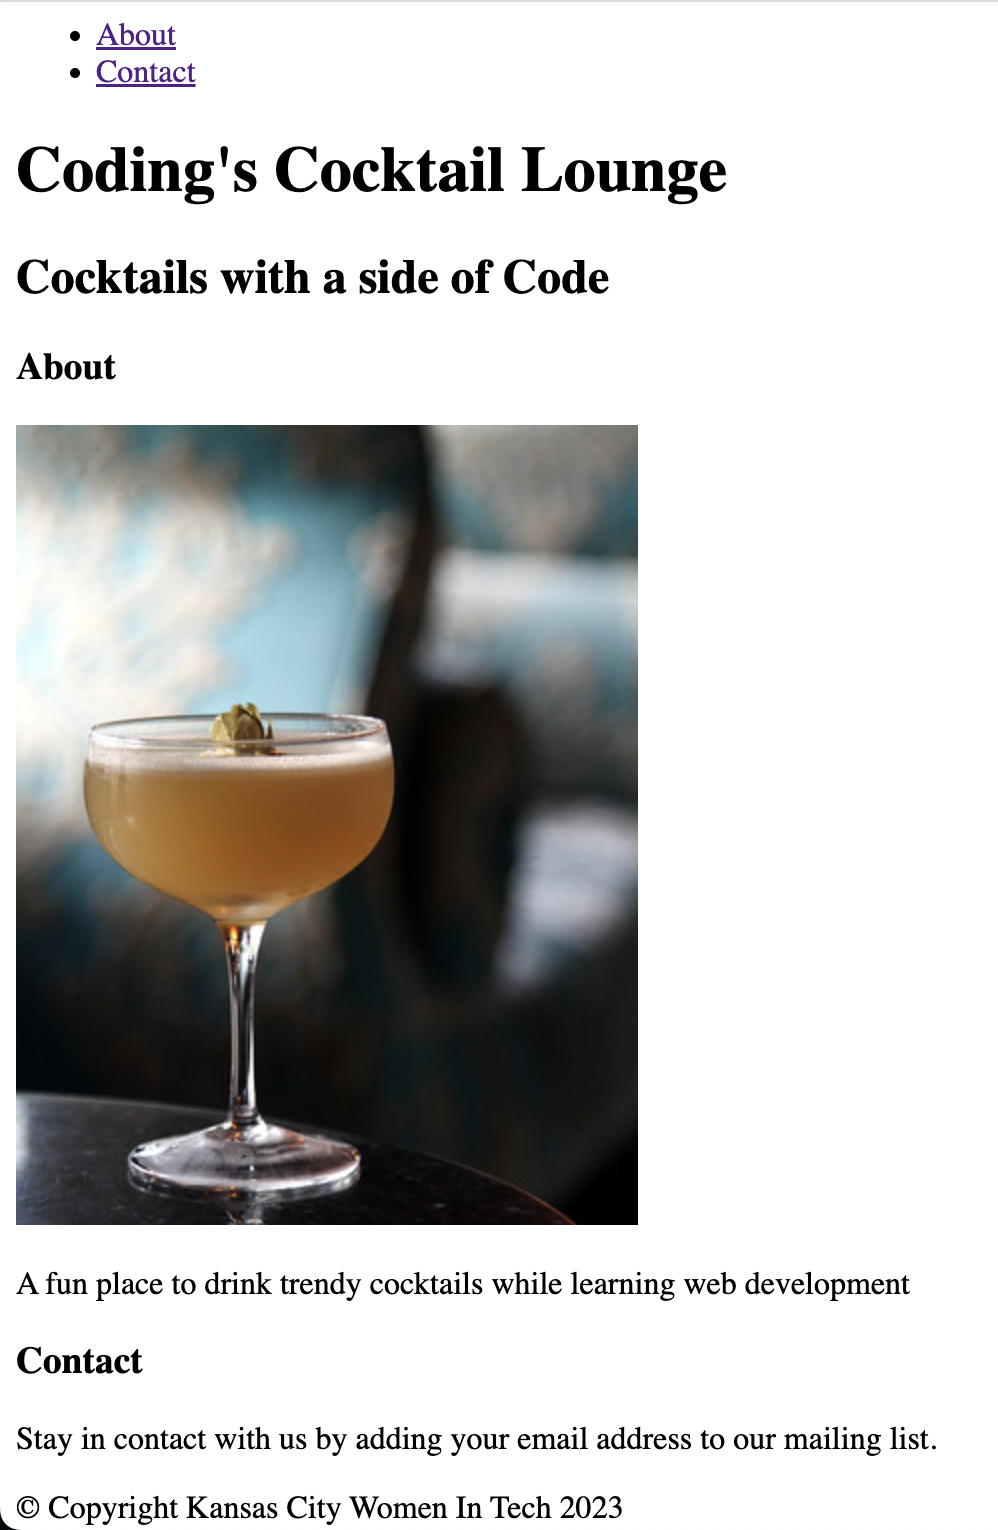 About
Contact
Coding's Cocktail Lounge
Cocktails with a side of Code
About
A fun place to drink trendy cocktails while learning web development
Contact
Stay in contact with us by adding your email address to our mailing list.
© Copyright Kansas City Women In Tech 2023